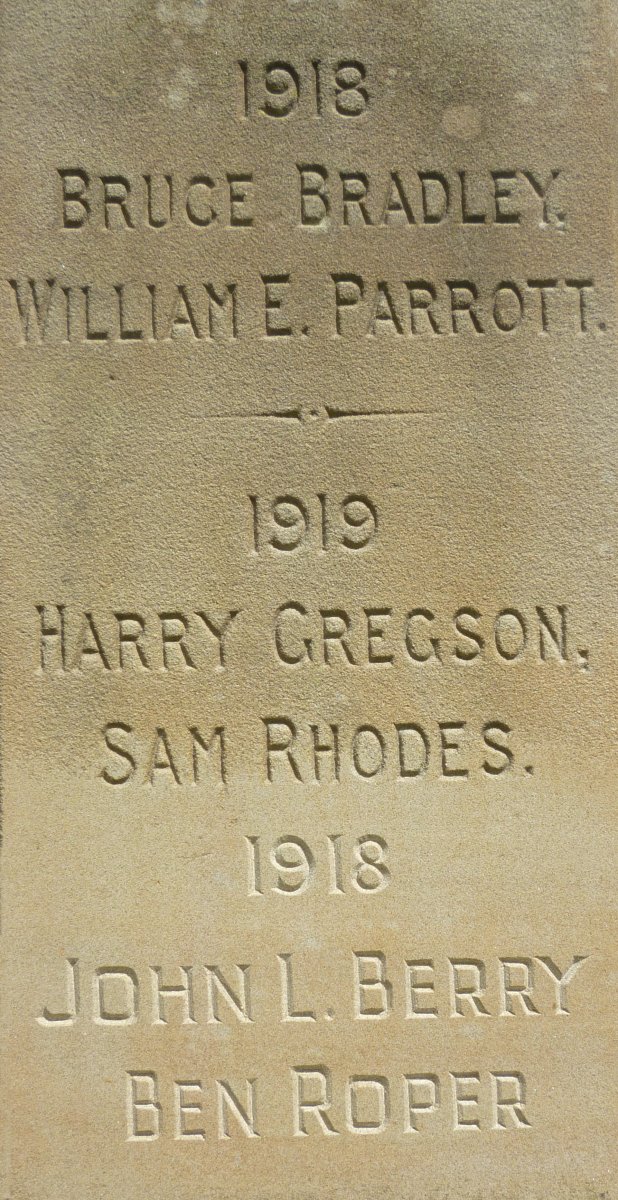 1918
BRUCE BRADLEY,
WILLIAM E. PARROTT.
1919
HARRY GREGSON,
SAM RHODES.
1918
JOHN L. BERRY
BEN ROPER